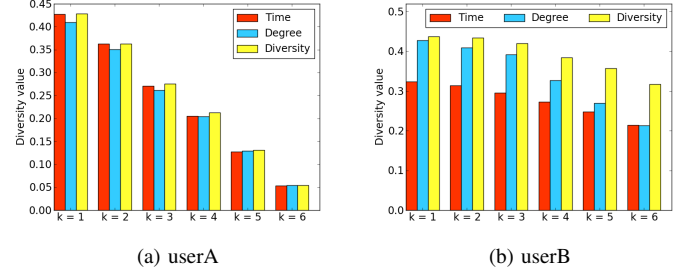 0.45
0.40
0.35
0.30
0.25
0.20
0.15
0.10
0.05
0.00
Diversity value
Time
Degree
Diversity
k = 1 k = 2 k = 3 k = 4 k = 5 k = 6
(a) userA
0.5
0.4
0.3
0.2
0.1
0.0
Diversity value
Time Degree Diversity
k = 1 k = 2 k = 3 k = 4 k = 5 k = 6
(b) userB